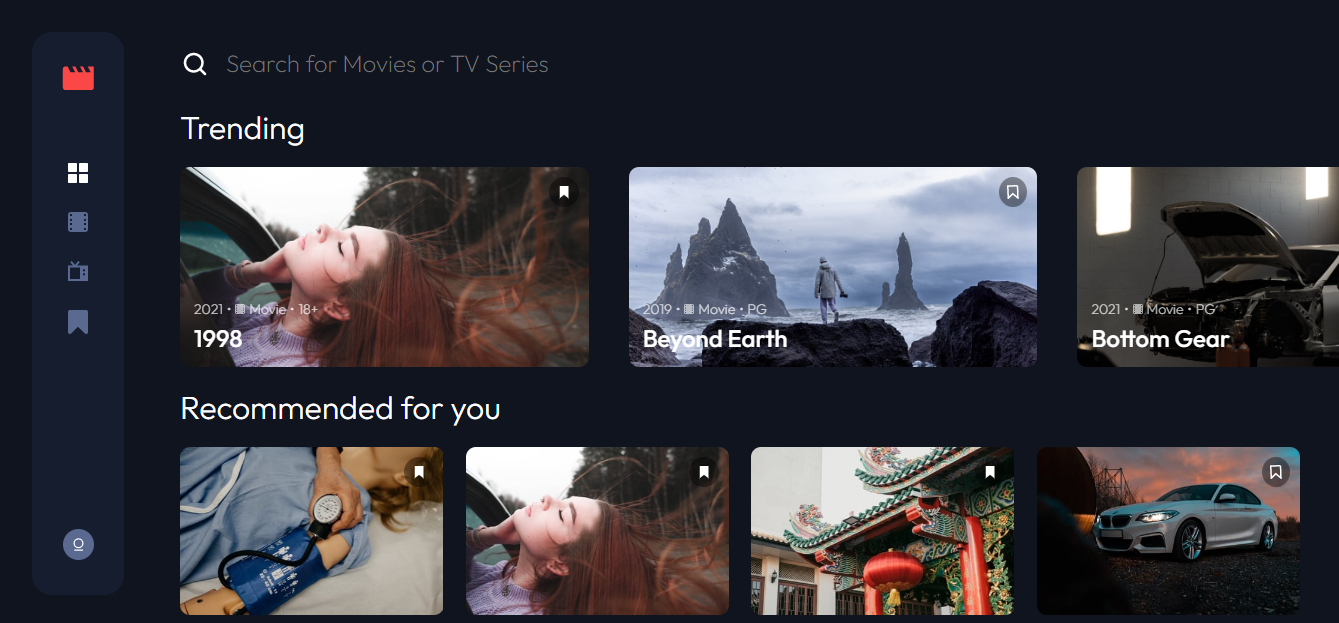 Search for Movies or TV Series
Trending
2021 • Movie • 18+
1998
2019 • Movie • PG
Beyond Earth
2021 • Movie • PG
Bottom Gear
Recommended for you